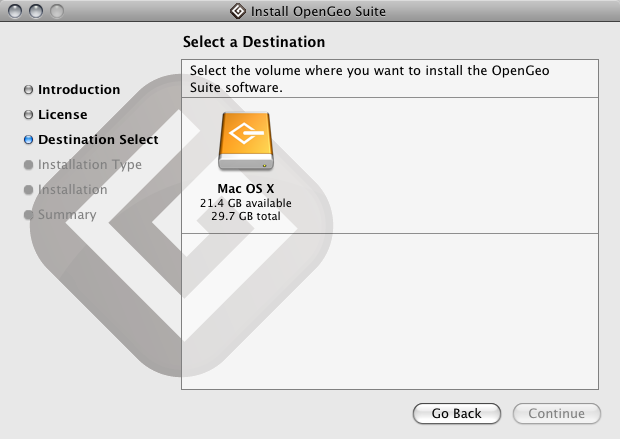 Install OpenGeo Suite
Select a Destination
Introduction
License
Destination Select
Installation Type
Installation
Summary
Select the volume where you want to install the OpenGeo
Suite software.
Mac OS X
21.4 GB available
29.7 GB total
Go Back
Continue